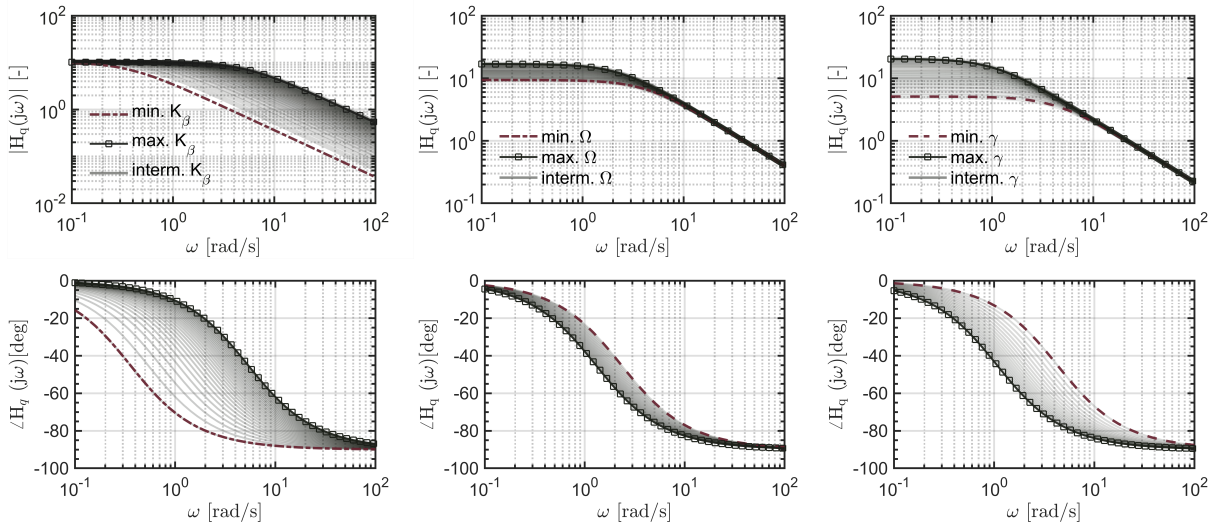 |H_q(jω)| [-]
10^2
10^0
10^-2
min. K_β
max. K_β
interm. K_β
10^-1 10^0 10^1 10^2
ω [rad/s]
|H_q(jω)| [-]
10^2
10^1
10^0
10^-1
min. Ω
max. Ω
interm. Ω
10^-1 10^0 10^1 10^2
ω [rad/s]
|H_q(jω)| [-]
10^2
10^1
10^0
10^-1
min. γ
max. γ
interm. γ
10^-1 10^0 10^1 10^2
ω [rad/s]
∠H_q (jω)[deg]
0
-20
-40
-60
-80
-100
10^-1 10^0 10^1 10^2
ω [rad/s]
∠H_q (jω)[deg]
0
-20
-40
-60
-80
-100
10^-1 10^0 10^1 10^2
ω [rad/s]
∠H_q (jω)[deg]
0
-20
-40
-60
-80
-100
10^-1 10^0 10^1 10^2
ω [rad/s]